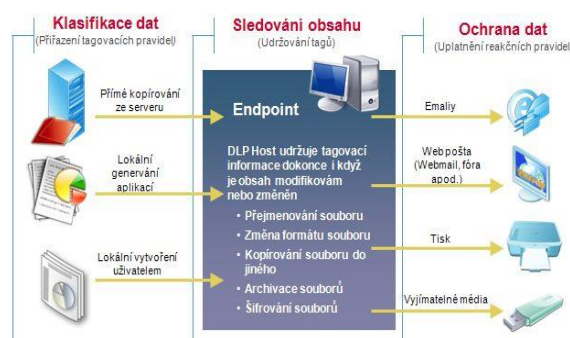 Klasifikace dat
(Přiřazení tagovacích pravidel)
Přímé kopírování
ze serveru
Lokální
genervání
aplikací
Lokální vytvoření
uživatelem
Sledování obsahu
(Udržování tagů)
Endpoint
DLP Host udržuje tagovací
informace dokonce i když
je obsah modifikovám
nebo změněn
• Přejmenování souboru
• Změna formátu souboru
• Kopírování souboru do
jiného
• Archivace souborů
• Šifrování souborů
Ochrana dat
(Uplatnění reakčních pravidel
Emaliy
Web pošta
(Webmail, fóra
apod.)
Tisk
Vyjímatelné média